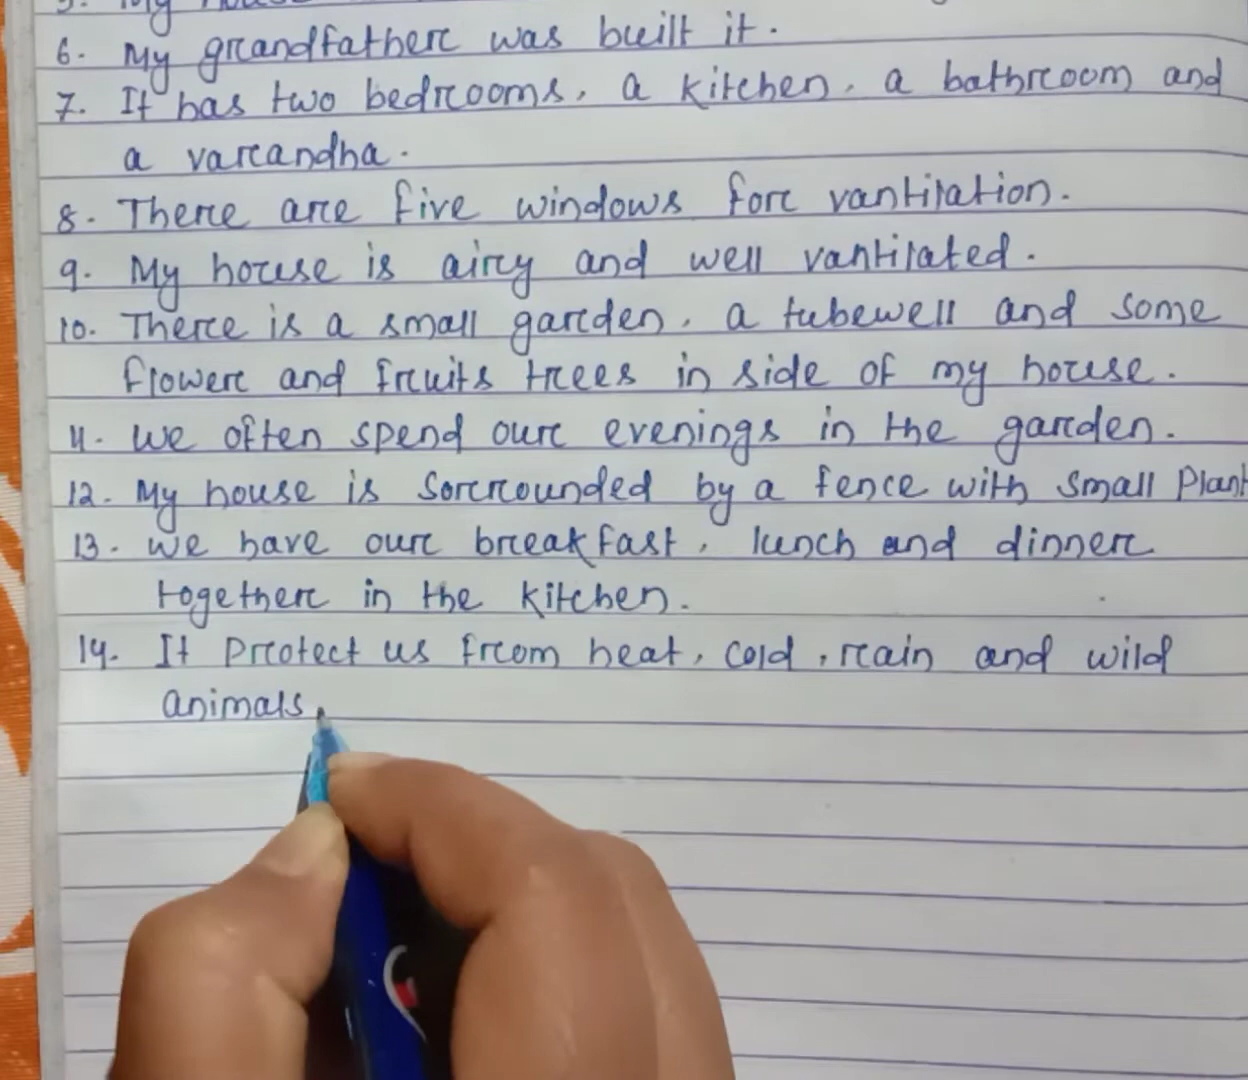 6. My grandfather was built it.
7. It has two bedrooms, a kitchen, a bathroom and
a varandha.
8. There are five windows for vantilation.
9. My house is airy and well vantilated.
10. There is a small garden, a tubewell and some
flower and fruits trees in side of my house.
11. We often spend our evenings in the garden.
12. My house is sorrounded by a fence with small Plant
13. We have our breakfast, lunch and dinner
together in the kitchen.
14. It Protect us from heat, cold, rain and wild
animals.